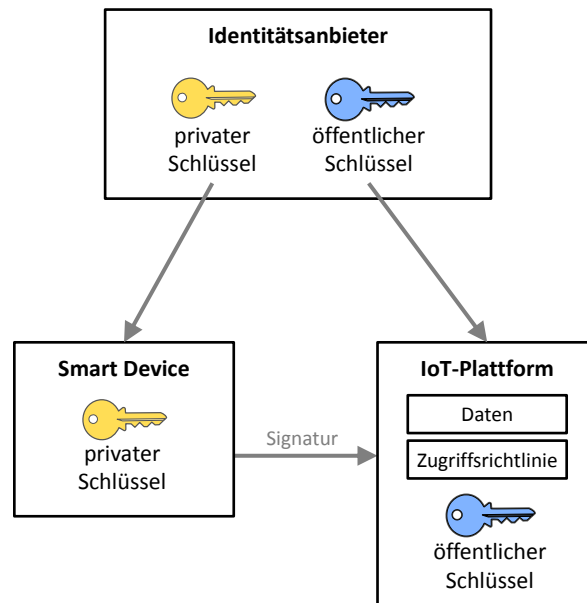 Identitätsanbieter
privater
Schlüssel
öffentlicher
Schlüssel
Smart Device
privater
Schlüssel
Signatur
IoT-Plattform
Daten
Zugriffsrichtlinie
öffentlicher
Schlüssel